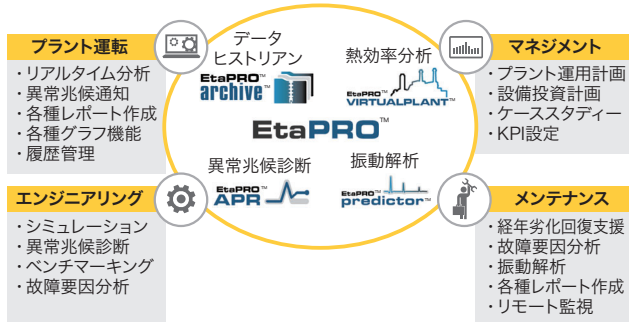 プラント運転
・リアルタイム分析
・異常兆候通知
・各種レポート作成
・各種グラフ機能
・履歴管理
データ
ヒストリアン
EtaPRO™
archive™
熱効率分析
EtaPRO™
VIRTUALPLANT™
EtaPRO™
異常兆候診断
EtaPRO™
APR
振動解析
EtaPRO™
predictor™
マネジメント
・プラント運用計画
・設備投資計画
・ケーススタディー
・KPI設定
エンジニアリング
・シミュレーション
・異常兆候診断
・ベンチマーキング
・故障要因分析
メンテナンス
・経年劣化回復支援
・故障要因分析
・振動解析
・各種レポート作成
・リモート監視